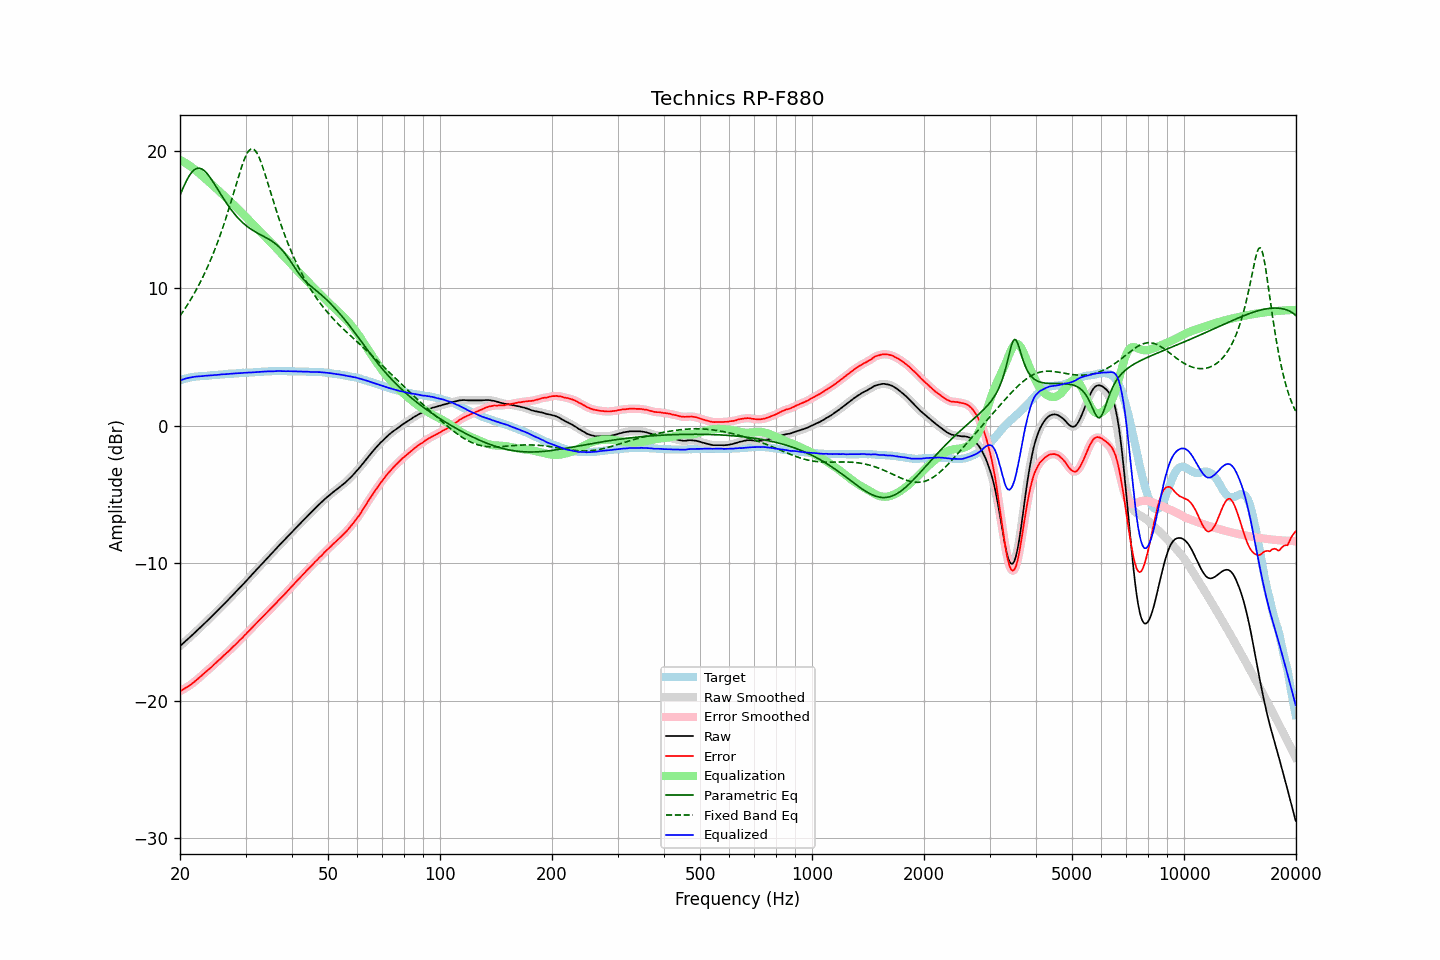 Technics RP-F880
Amplitude (dBr)
20
10
0
−10
−20
−30
Target
Raw Smoothed
Error Smoothed
Raw
Error
Equalization
Parametric Eq
Fixed Band Eq
Equalized
20 50 100 200 500 1000 2000 5000 10000 20000
Frequency (Hz)